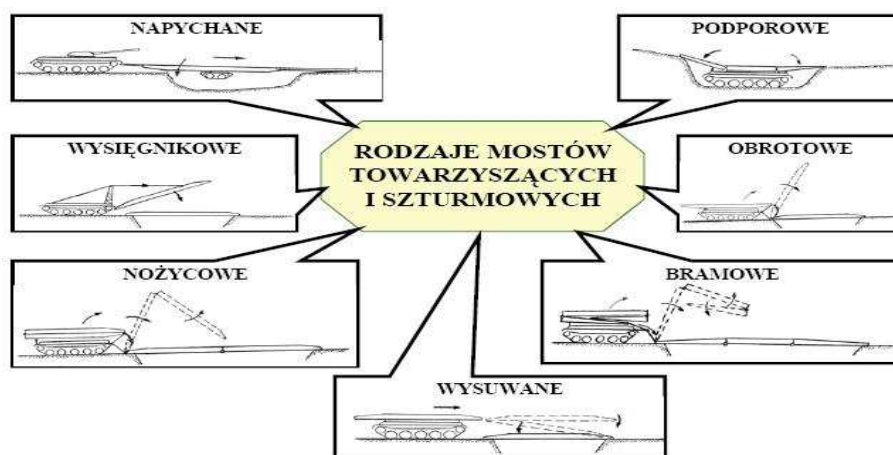 NAPYCHANE
PODPOROWE
RODZAJE MOSTÓW
TOWARZYSZĄCYCH
I SZTURMOWYCH
WYSIĘGNIKOWE
OBROTOWE
NOŻYCOWE
BRAMOWE
WYSUWANE